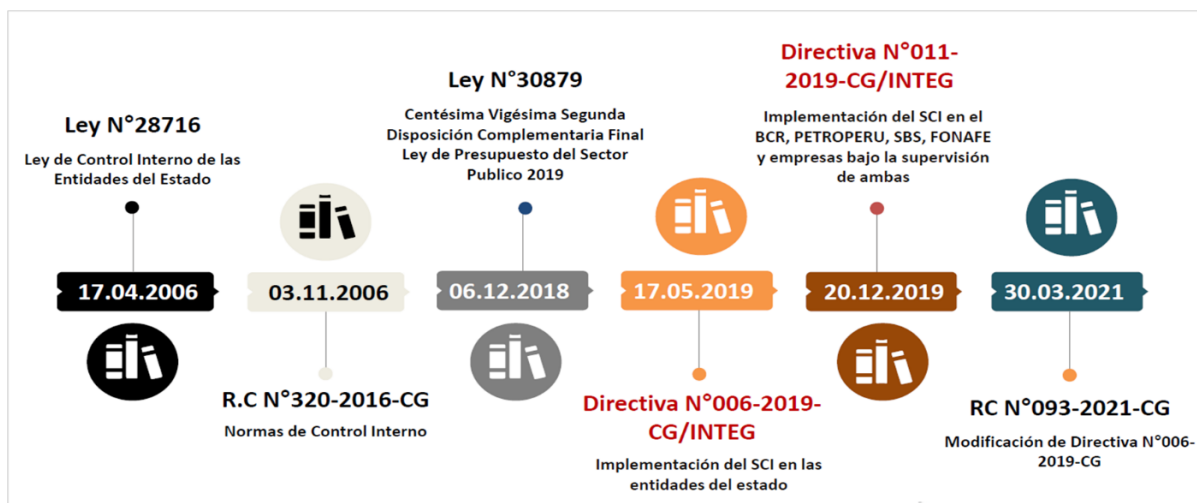 Ley N°28716
Ley de Control Interno de las
Entidades del Estado
17.04.2006
03.11.2006
R.C N°320-2016-CG
Normas de Control Interno
Ley N°30879
Centésima Vigésima Segunda
Disposición Complementaria Final
Ley de Presupuesto del Sector
Publico 2019
06.12.2018
17.05.2019
Directiva N°006-2019-
CG/INTEG
Implementación del SCI en las
entidades del estado
Directiva N°011-
2019-CG/INTEG
Implementación del SCI en el
BCR, PETROPERU, SBS, FONAFE
y empresas bajo la supervisión
de ambas
20.12.2019
30.03.2021
RC N°093-2021-CG
Modificación de Directiva N°006-
2019-CG